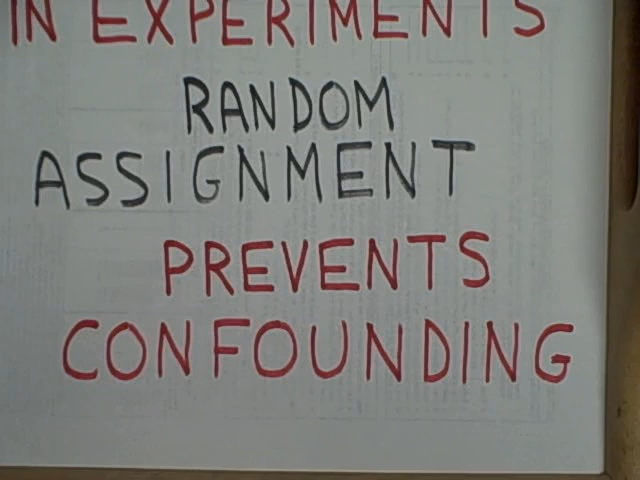 IN EXPERIMENTS
RANDOM
ASSIGNMENT
PREVENTS
CONFOUNDING